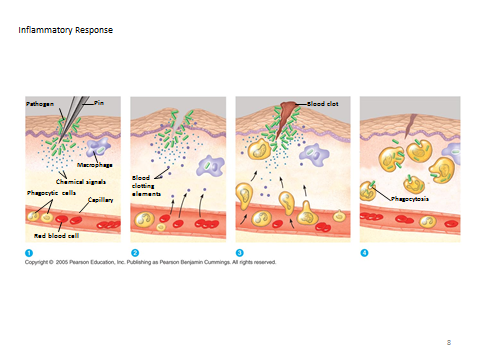 Inflammatory Response
Pathogen
Pin
Macrophage
Chemical signals
Phagocytic cells
Capillary
Red blood cell
Blood
clotting
elements
Blood clot
Phagocytosis
1
2
3
4
Copyright © 2005 Pearson Education, Inc. Publishing as Pearson Benjamin Cummings. All rights reserved.
8